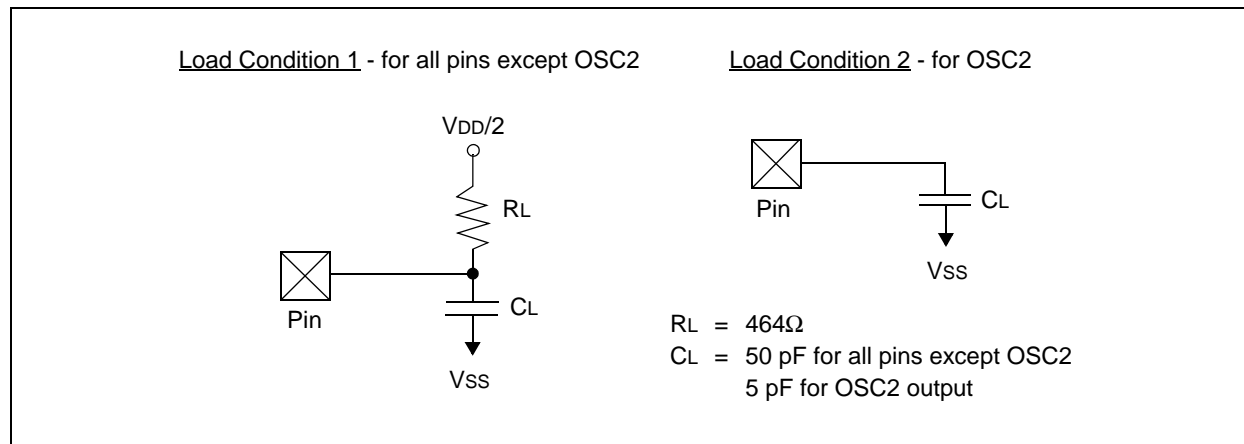 Load Condition 1 - for all pins except OSC2
VDD/2
RL
Pin
CL
VSS
Load Condition 2 - for OSC2
Pin
CL
VSS
RL = 464Ω
CL = 50 pF for all pins except OSC2
5 pF for OSC2 output